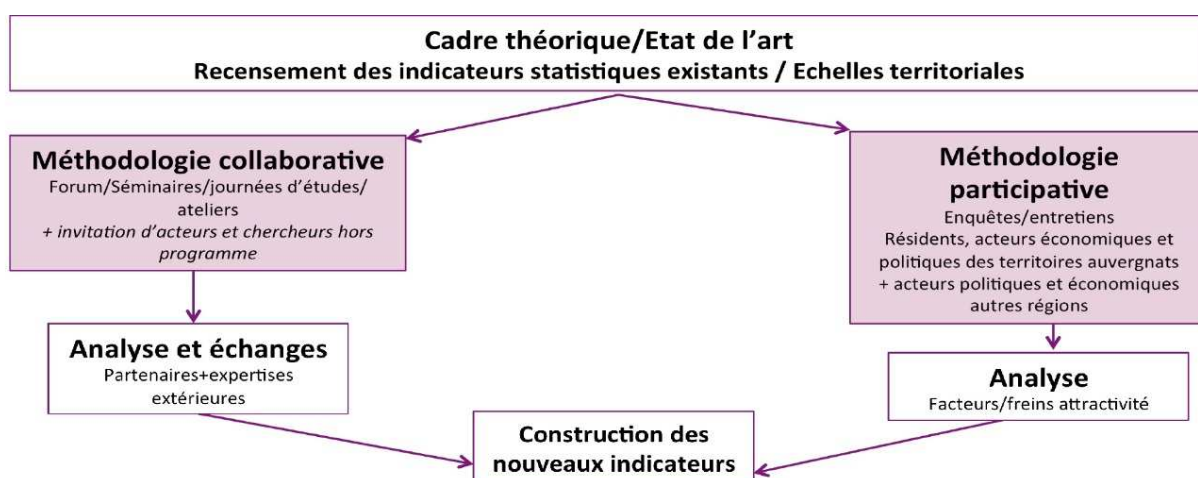 Cadre théorique/Etat de l’art
Recensement des indicateurs statistiques existants / Echelles territoriales
Méthodologie collaborative
Forum/Séminaires/journées d’études/
ateliers
+ invitation d’acteurs et chercheurs hors
programme
Méthodologie
participative
Enquêtes/entretiens
Résidents, acteurs économiques et
politiques des territoires auvergnats
+ acteurs politiques et économiques
autres régions
Analyse et échanges
Partenaires+expertises
extérieures
Analyse
Facteurs/freins attractivité
Construction des
nouveaux indicateurs